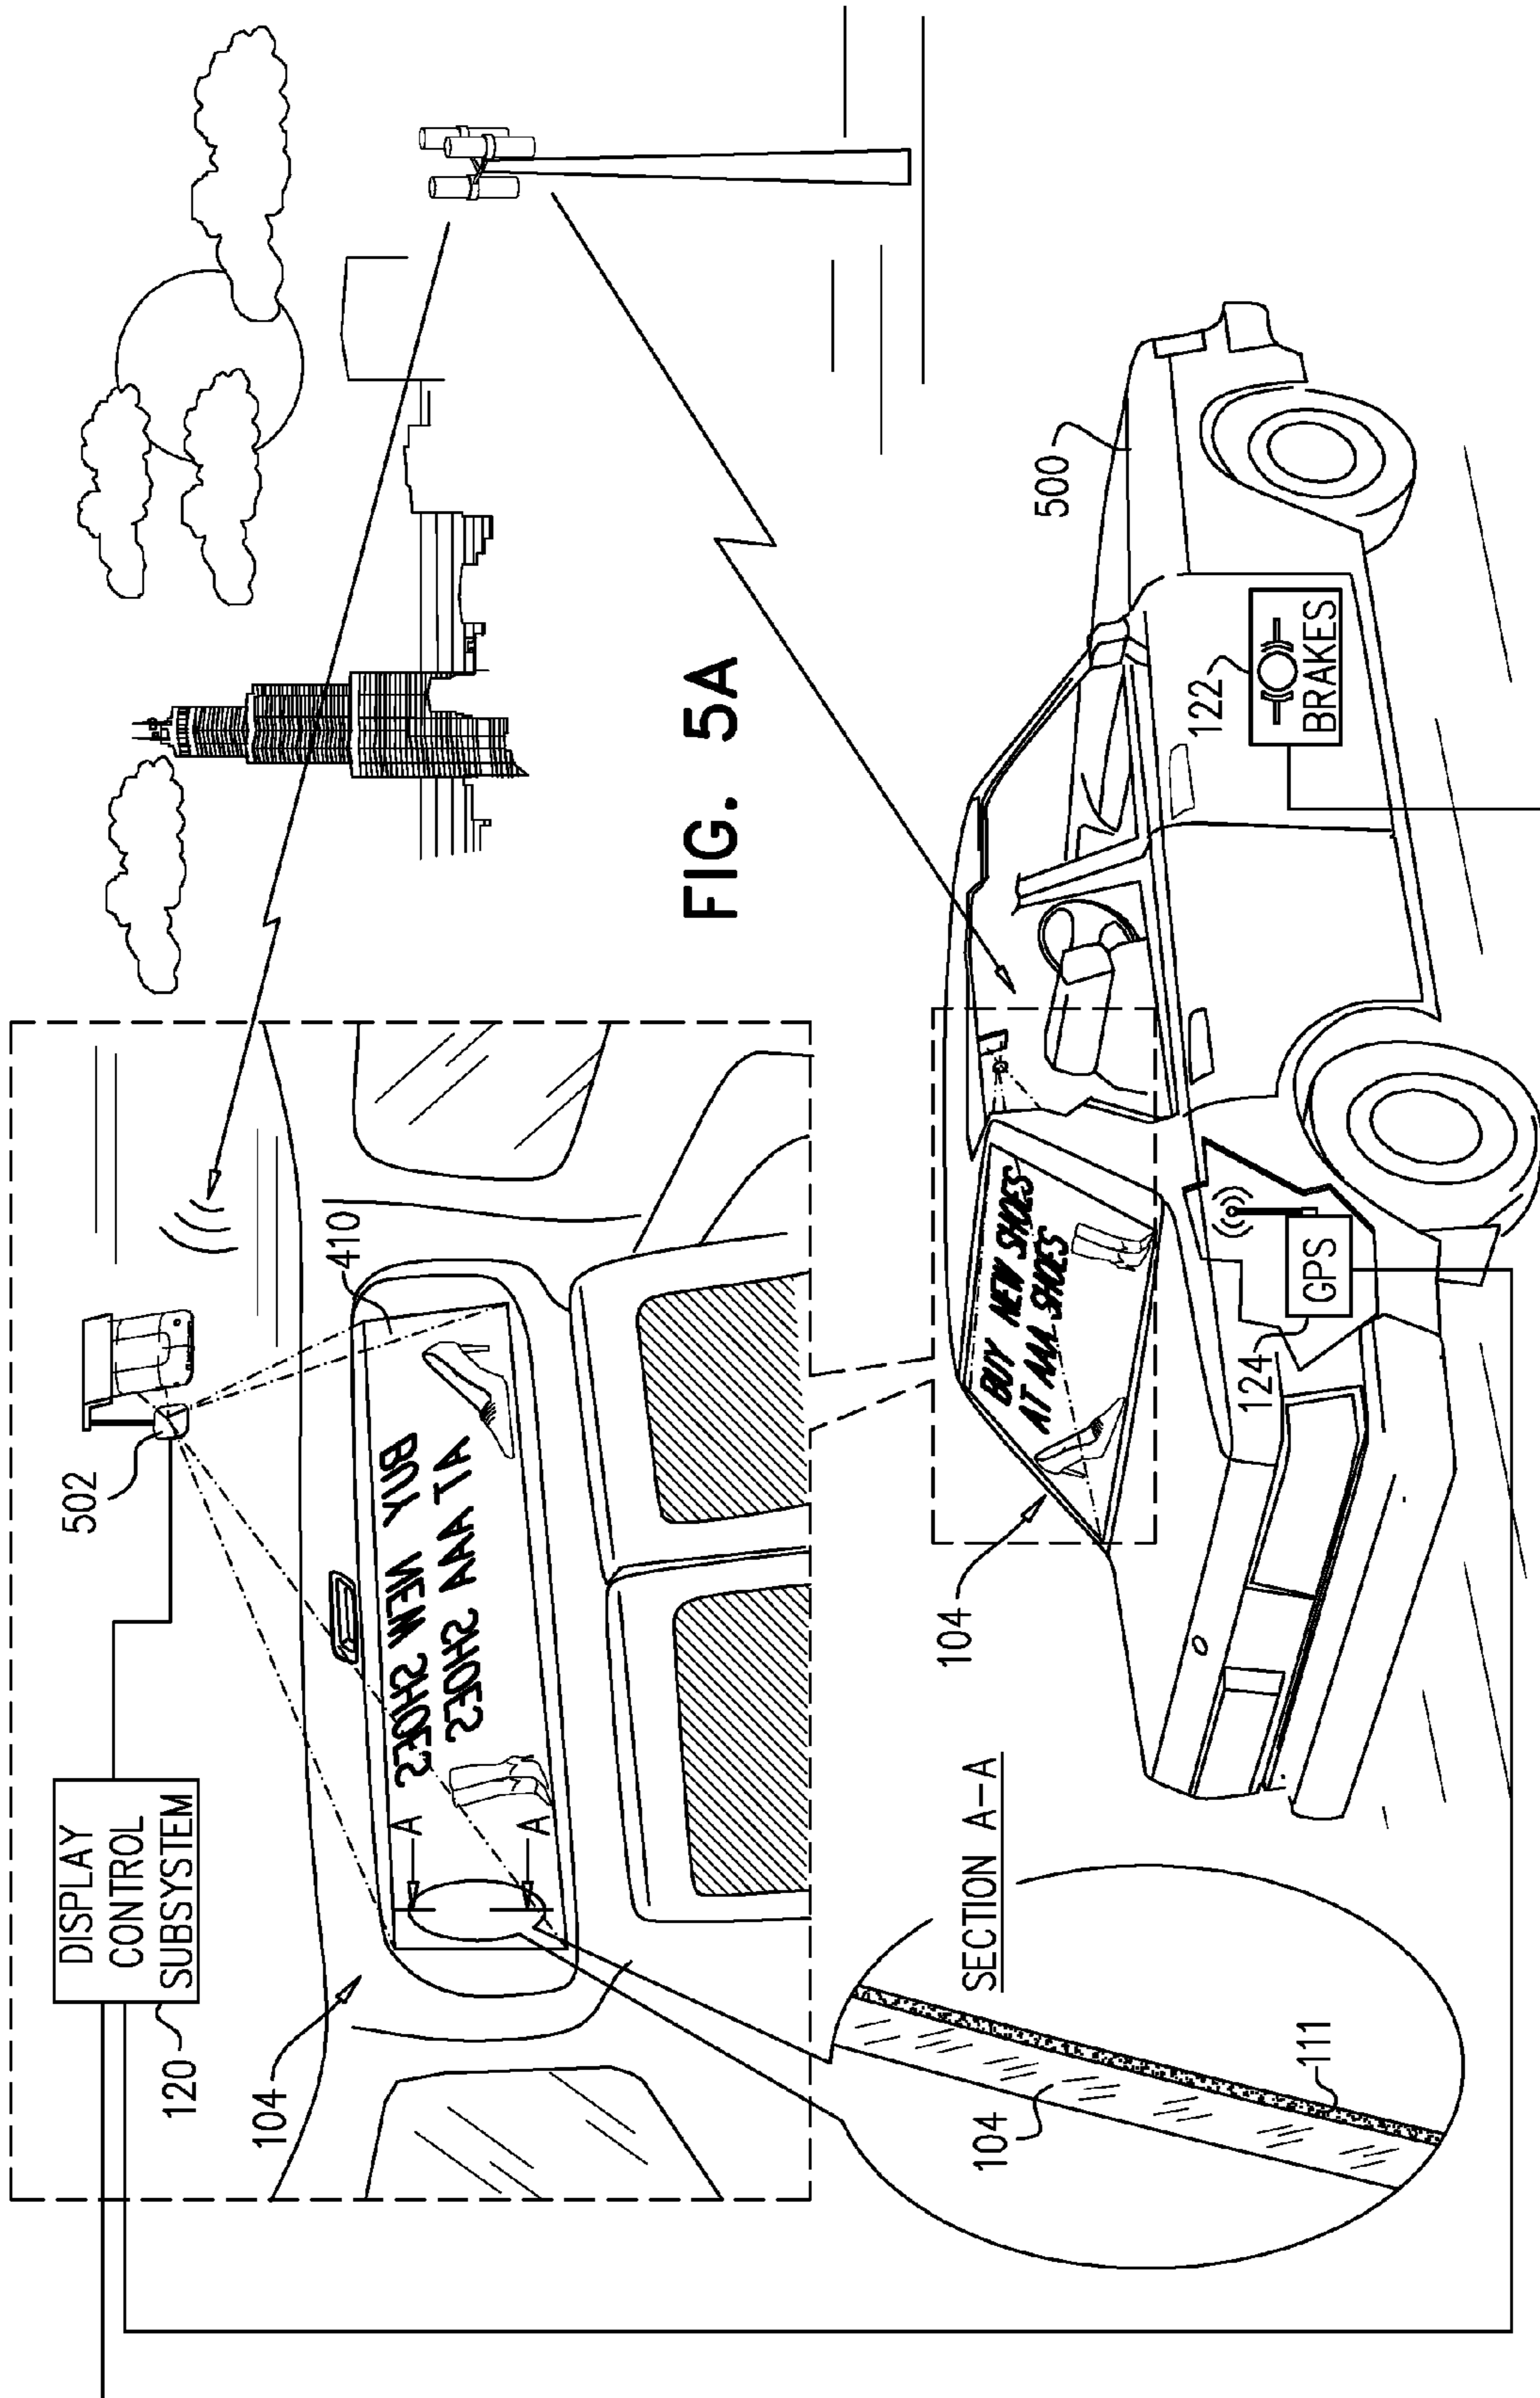 DISPLAY
CONTROL
SUBSYSTEM
120
502
410
104
BUY NEW SHOES
AT AAA SHOES
A
A
FIG. 5A
500
104
BUY NEW SHOES
AT AAA SHOES
122
BRAKES
124
GPS
SECTION A-A
104
111